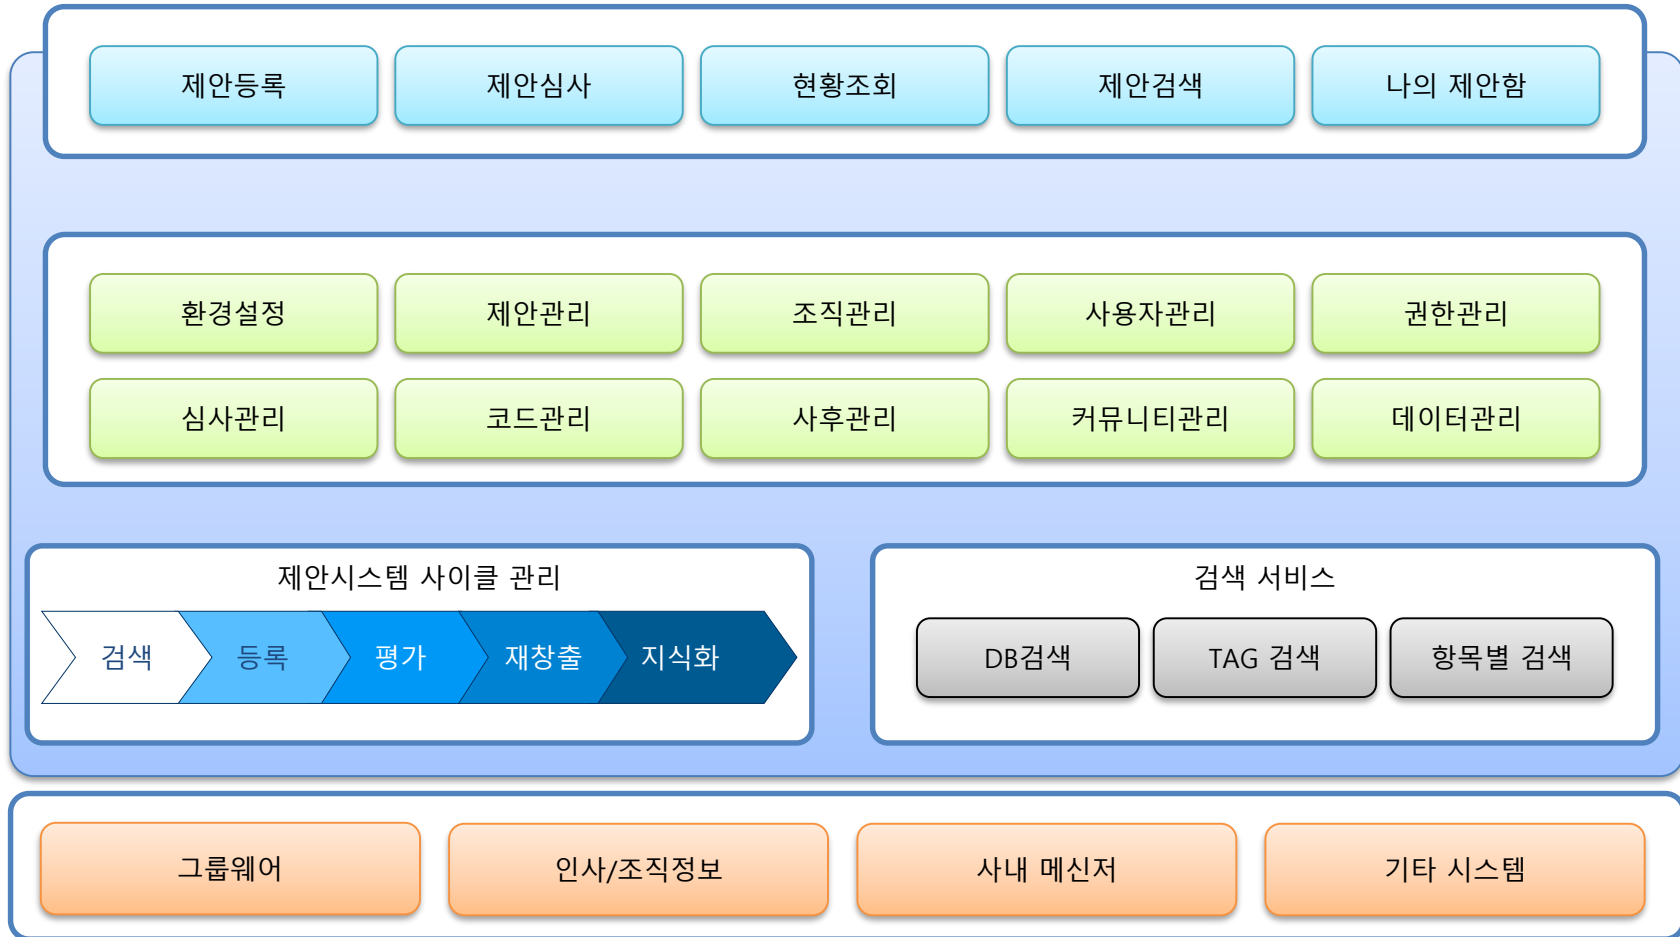 제안등록 제안심사 현황조회 제안검색 나의 제안함
환경설정 제안관리 조직관리 사용자관리 권한관리
심사관리 코드관리 사후관리 커뮤니티관리 데이터관리
제안시스템 사이클 관리
검색 등록 평가 재창출 지식화
검색 서비스
DB검색 TAG 검색 항목별 검색
그룹웨어 인사/조직정보 사내 메신저 기타 시스템